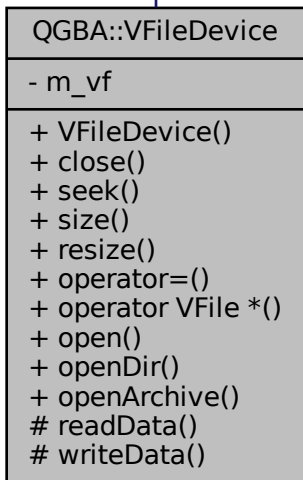 QGBA::VFileDevice
- m_vf
+ VFileDevice()
+ close()
+ seek()
+ size()
+ resize()
+ operator=()
+ operator VFile *()
+ open()
+ openDir()
+ openArchive()
# readData()
# writeData()